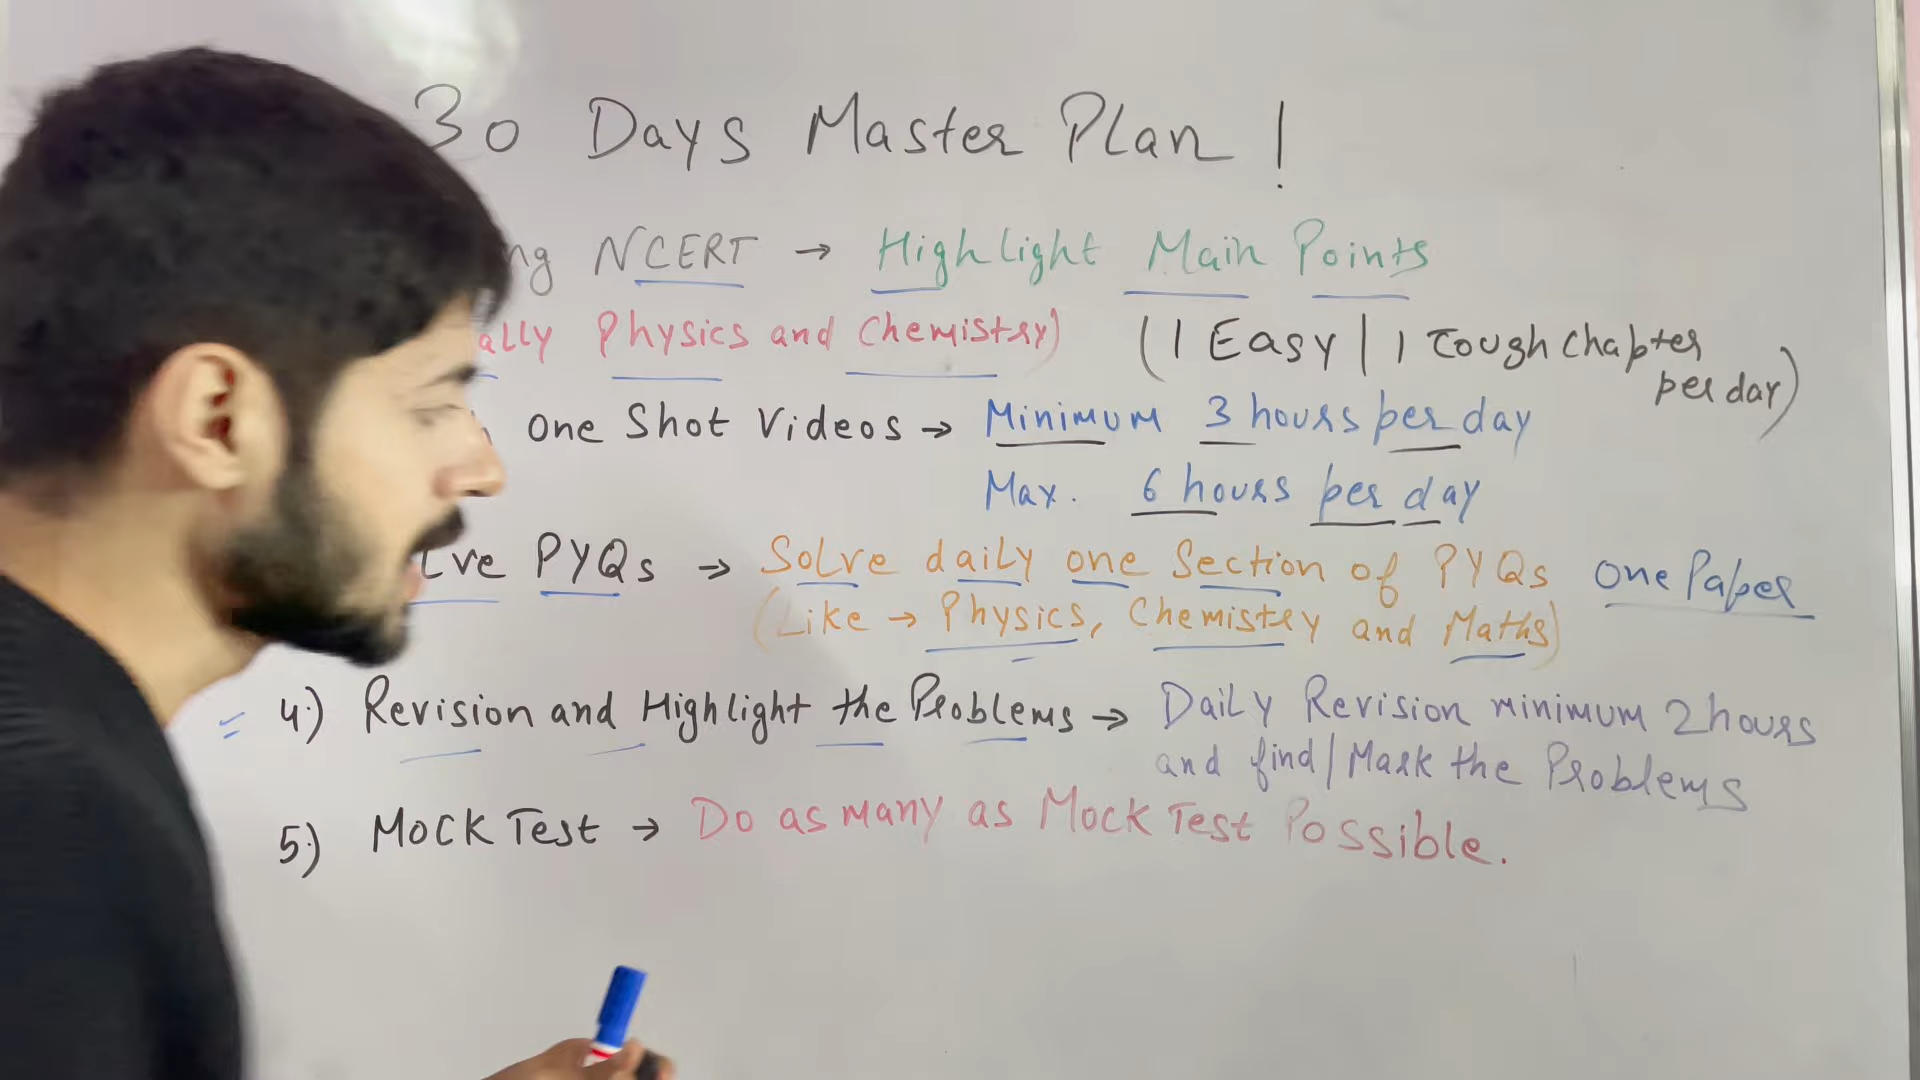 30 Days Master Plan !
NCERT → Highlight Main Points
Physics and Chemistry) (1 Easy | 1 Tough Chapter
per day)
One Shot Videos → Minimum 3 hours per day
Max. 6 hours per day
lve PYQs → Solve daily one Section of PYQs One Paper
(Like → Physics, Chemistry and Maths)
4.) Revision and Highlight the Problems → Daily Revision minimum 2 hours
and find/Mark the Problems
5.) Mock Test → Do as many as Mock Test Possible.